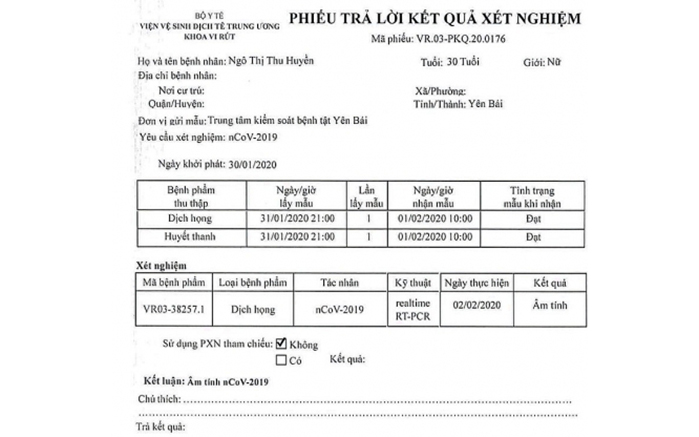 BỘ Y TẾ
VIỆN VỆ SINH DỊCH TỄ TRUNG ƯƠNG
KHOA VI RÚT
PHIẾU TRẢ LỜI KẾT QUẢ XÉT NGHIỆM
Mã phiếu: VR.03-PKQ.20.0176
Họ và tên bệnh nhân: Ngô Thị Thu Huyền Tuổi: 30 Tuổi Giới: Nữ
Địa chỉ bệnh nhân:
Nơi cư trú: Xã/Phường:
Quận/Huyện: Tỉnh/Thành: Yên Bái
Đơn vị gửi mẫu: Trung tâm kiểm soát bệnh tật Yên Bái
Yêu cầu xét nghiệm: nCoV-2019
Ngày khởi phát: 30/01/2020
Bệnh phẩm thu thập Ngày/giờ lấy mẫu Lần lấy mẫu Ngày/giờ nhận mẫu Tình trạng mẫu khi nhận
Dịch họng 31/01/2020 21:00 1 01/02/2020 10:00 Đạt
Huyết thanh 31/01/2020 21:00 1 01/02/2020 10:00 Đạt
Xét nghiệm
Mã bệnh phẩm Loại bệnh phẩm Tác nhân Kỹ thuật Ngày thực hiện Kết quả
VR03-38257.1 Dịch họng nCoV-2019 realtime RT-PCR 02/02/2020 Âm tính
Sử dụng PXN tham chiếu: ☑ Không
☐ Có Kết quả:
Kết luận: Âm tính nCoV-2019
Chú thích:
Trả kết quả: